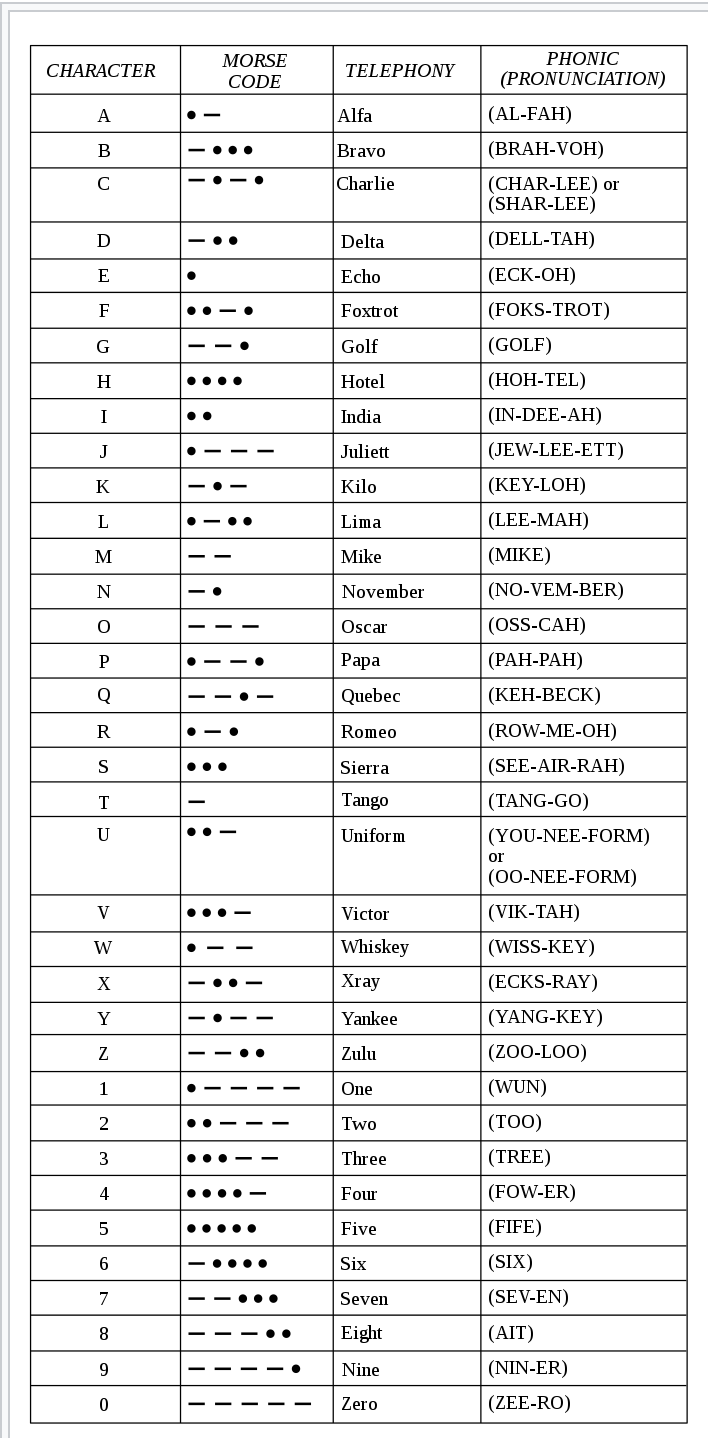 CHARACTER MORSE CODE TELEPHONY PHONIC (PRONUNCIATION)
A ● — Alfa (AL-FAH)
B — ● ● ● Bravo (BRAH-VOH)
C — ● — ● Charlie (CHAR-LEE) or
(SHAR-LEE)
D — ● ● Delta (DELL-TAH)
E ● Echo (ECK-OH)
F ● ● — ● Foxtrot (FOKS-TROT)
G — — ● Golf (GOLF)
H ● ● ● ● Hotel (HOH-TEL)
I ● ● India (IN-DEE-AH)
J ● — — — Juliett (JEW-LEE-ETT)
K — ● — Kilo (KEY-LOH)
L ● — ● ● Lima (LEE-MAH)
M — — Mike (MIKE)
N — ● November (NO-VEM-BER)
O — — — Oscar (OSS-CAH)
P ● — — ● Papa (PAH-PAH)
Q — — ● — Quebec (KEH-BECK)
R ● — ● Romeo (ROW-ME-OH)
S ● ● ● Sierra (SEE-AIR-RAH)
T — Tango (TANG-GO)
U ● ● — Uniform (YOU-NEE-FORM)
or
(OO-NEE-FORM)
V ● ● ● — Victor (VIK-TAH)
W ● — — Whiskey (WISS-KEY)
X — ● ● — Xray (ECKS-RAY)
Y — ● — — Yankee (YANG-KEY)
Z — — ● ● Zulu (ZOO-LOO)
1 ● — — — — One (WUN)
2 ● ● — — — Two (TOO)
3 ● ● ● — — Three (TREE)
4 ● ● ● ● — Four (FOW-ER)
5 ● ● ● ● ● Five (FIFE)
6 — ● ● ● ● Six (SIX)
7 — — ● ● ● Seven (SEV-EN)
8 — — — ● ● Eight (AIT)
9 — — — — ● Nine (NIN-ER)
0 — — — — — Zero (ZEE-RO)